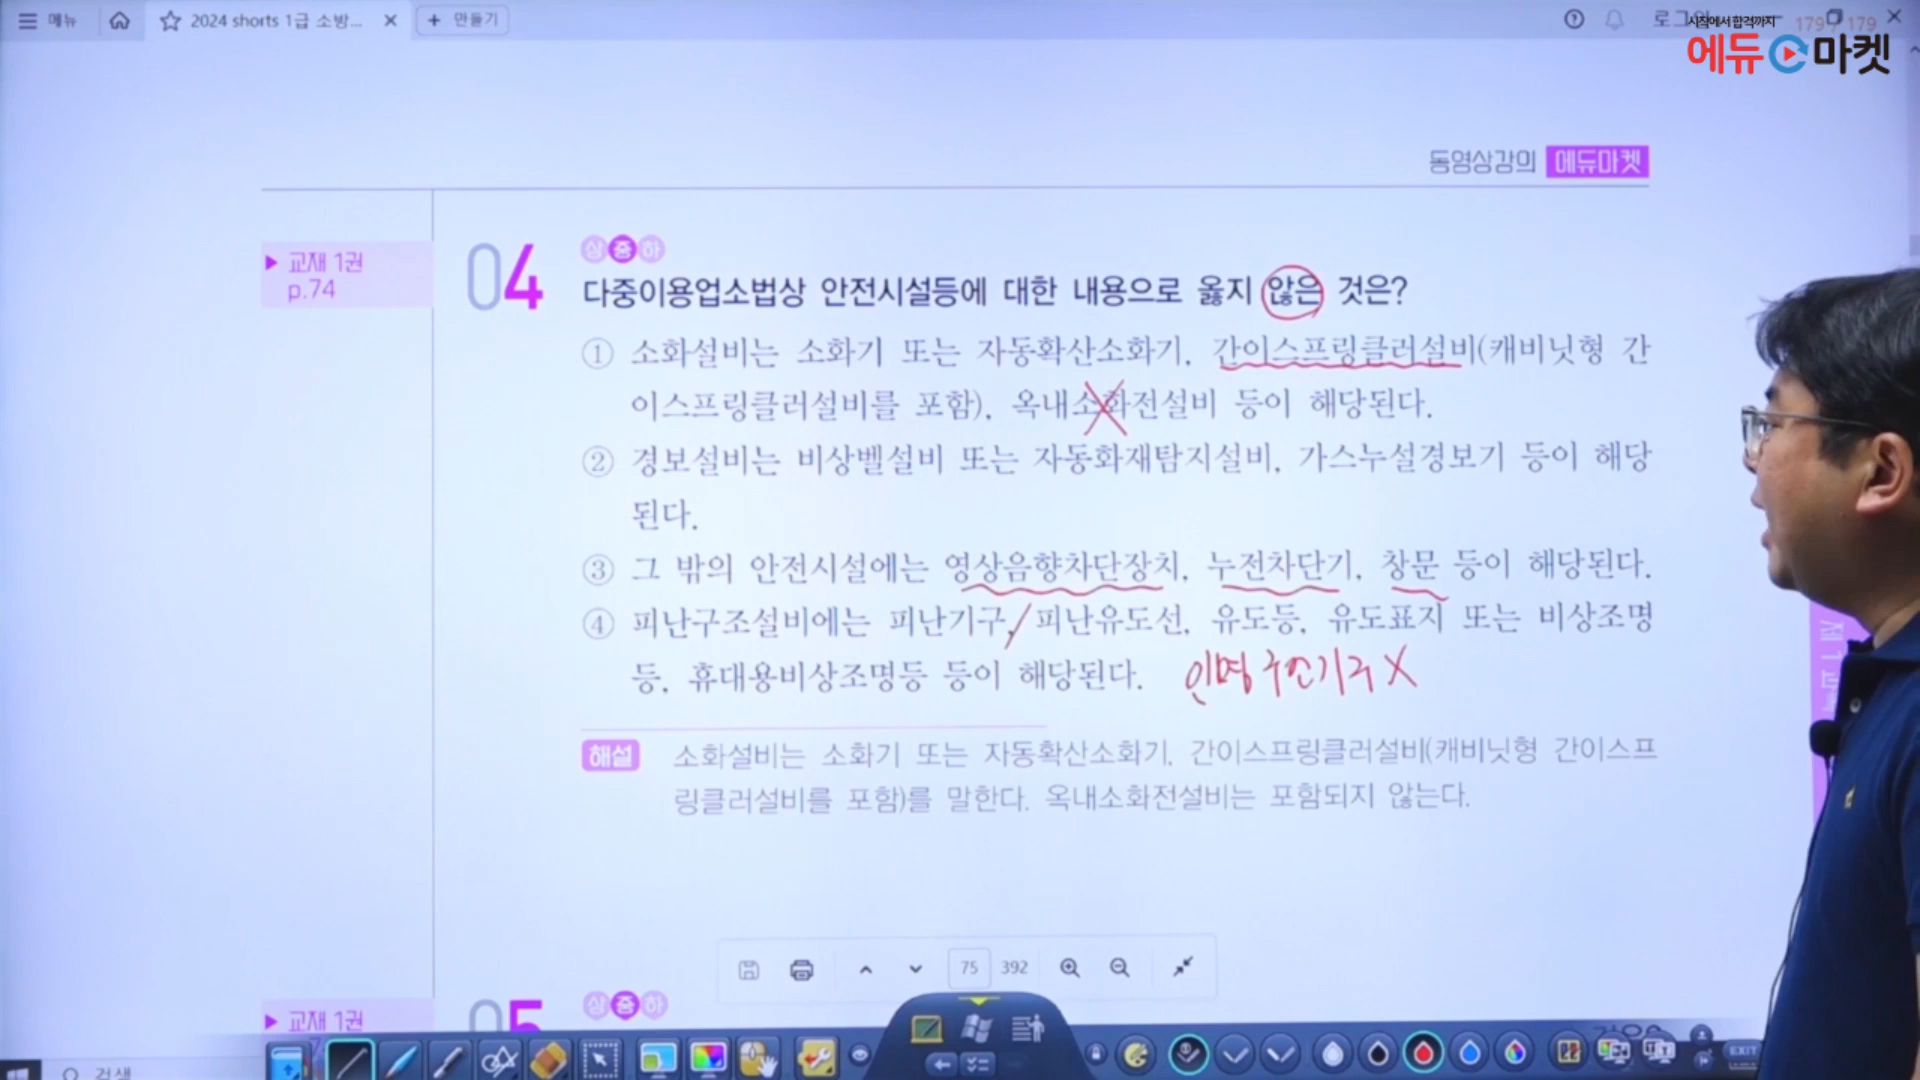 메뉴
2024 shorts 1급 소방...
만들기
시작에서 합격까지
179 / 179
에듀마켓
동영상강의 에듀마켓
교재 1권
p.74
04
상 중 하
다중이용업소법상 안전시설등에 대한 내용으로 옳지 않은 것은?
① 소화설비는 소화기 또는 자동확산소화기, 간이스프링클러설비(캐비닛형 간
이스프링클러설비를 포함), 옥내소화전설비 등이 해당된다.
② 경보설비는 비상벨설비 또는 자동화재탐지설비, 가스누설경보기 등이 해당
된다.
③ 그 밖의 안전시설에는 영상음향차단장치, 누전차단기, 창문 등이 해당된다.
④ 피난구조설비에는 피난기구, 피난유도선, 유도등, 유도표지 또는 비상조명
등, 휴대용비상조명등 등이 해당된다.
인명구조기구 X
해설
소화설비는 소화기 또는 자동확산소화기, 간이스프링클러설비(캐비닛형 간이스프
링클러설비를 포함)를 말한다. 옥내소화전설비는 포함되지 않는다.
75
392
교재 1권
05
상 중 하
검색
EXIT